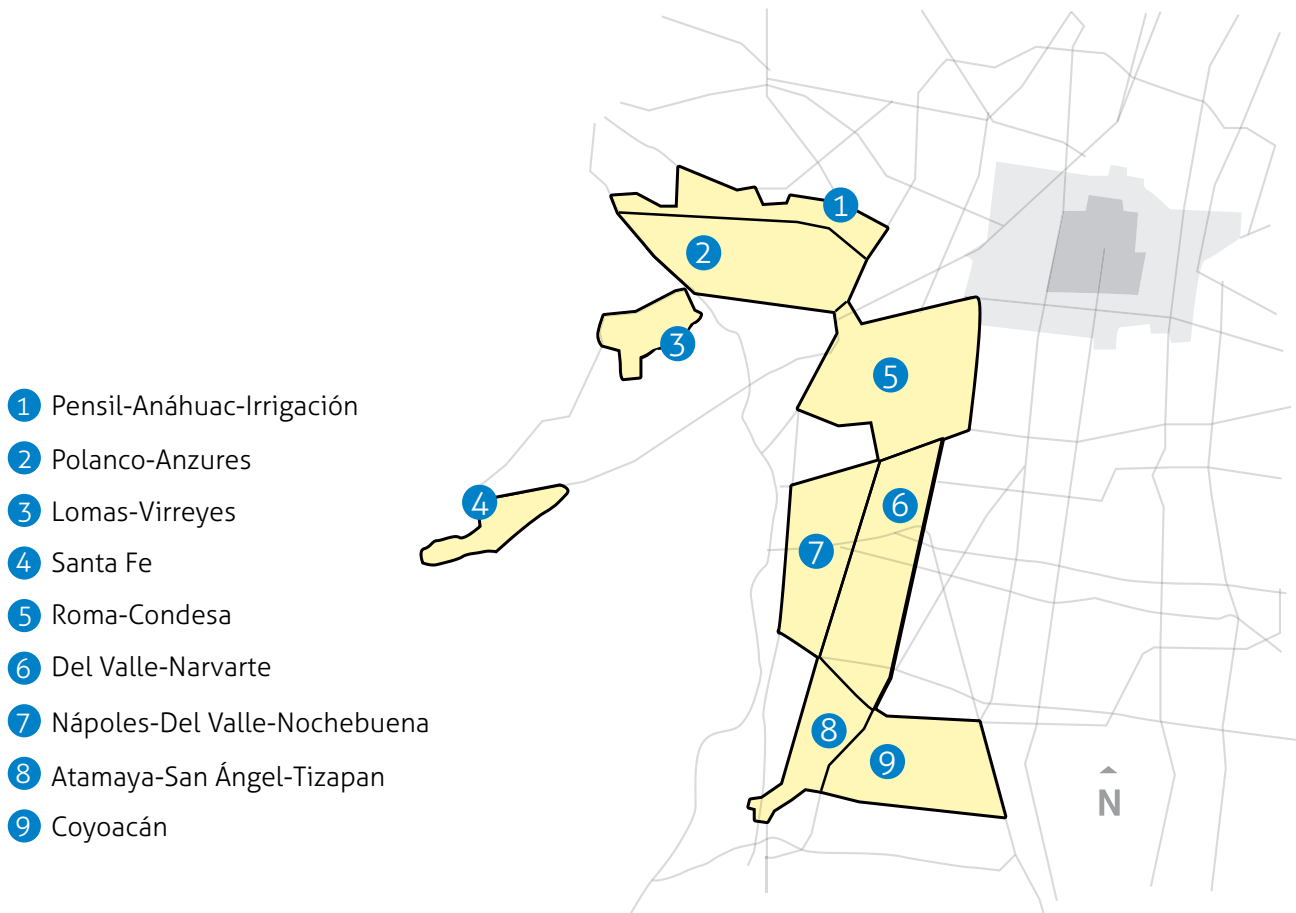 1
2
3
5
4
6
7
8
9
N
1 Pensil-Anáhuac-Irrigación
2 Polanco-Anzures
3 Lomas-Virreyes
4 Santa Fe
5 Roma-Condesa
6 Del Valle-Narvarte
7 Nápoles-Del Valle-Nochebuena
8 Atamaya-San Ángel-Tizapan
9 Coyoacán